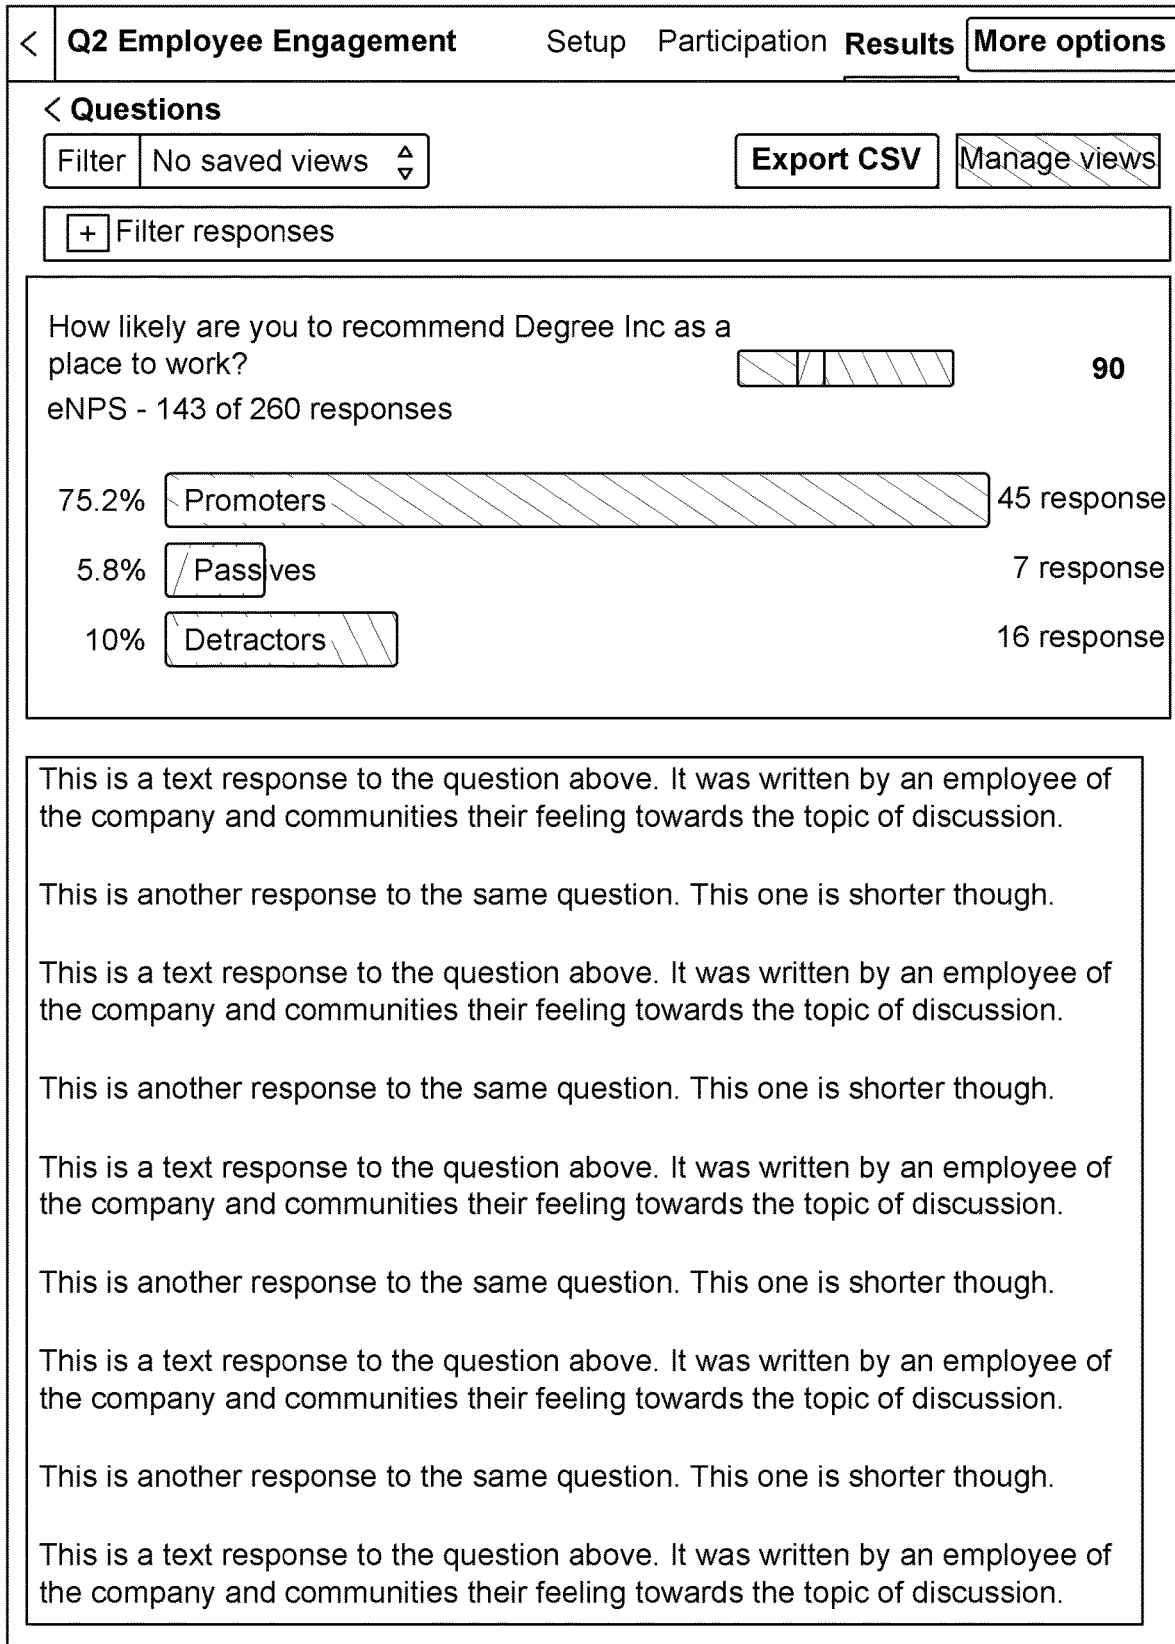 < Q2 Employee Engagement Setup Participation Results More options
< Questions
Filter No saved views Export CSV Manage views
+ Filter responses
How likely are you to recommend Degree Inc as a
place to work?
90
eNPS - 143 of 260 responses
75.2% Promoters 45 response
5.8% Passives 7 response
10% Detractors 16 response
This is a text response to the question above. It was written by an employee of
the company and communities their feeling towards the topic of discussion.
This is another response to the same question. This one is shorter though.
This is a text response to the question above. It was written by an employee of
the company and communities their feeling towards the topic of discussion.
This is another response to the same question. This one is shorter though.
This is a text response to the question above. It was written by an employee of
the company and communities their feeling towards the topic of discussion.
This is another response to the same question. This one is shorter though.
This is a text response to the question above. It was written by an employee of
the company and communities their feeling towards the topic of discussion.
This is another response to the same question. This one is shorter though.
This is a text response to the question above. It was written by an employee of
the company and communities their feeling towards the topic of discussion.